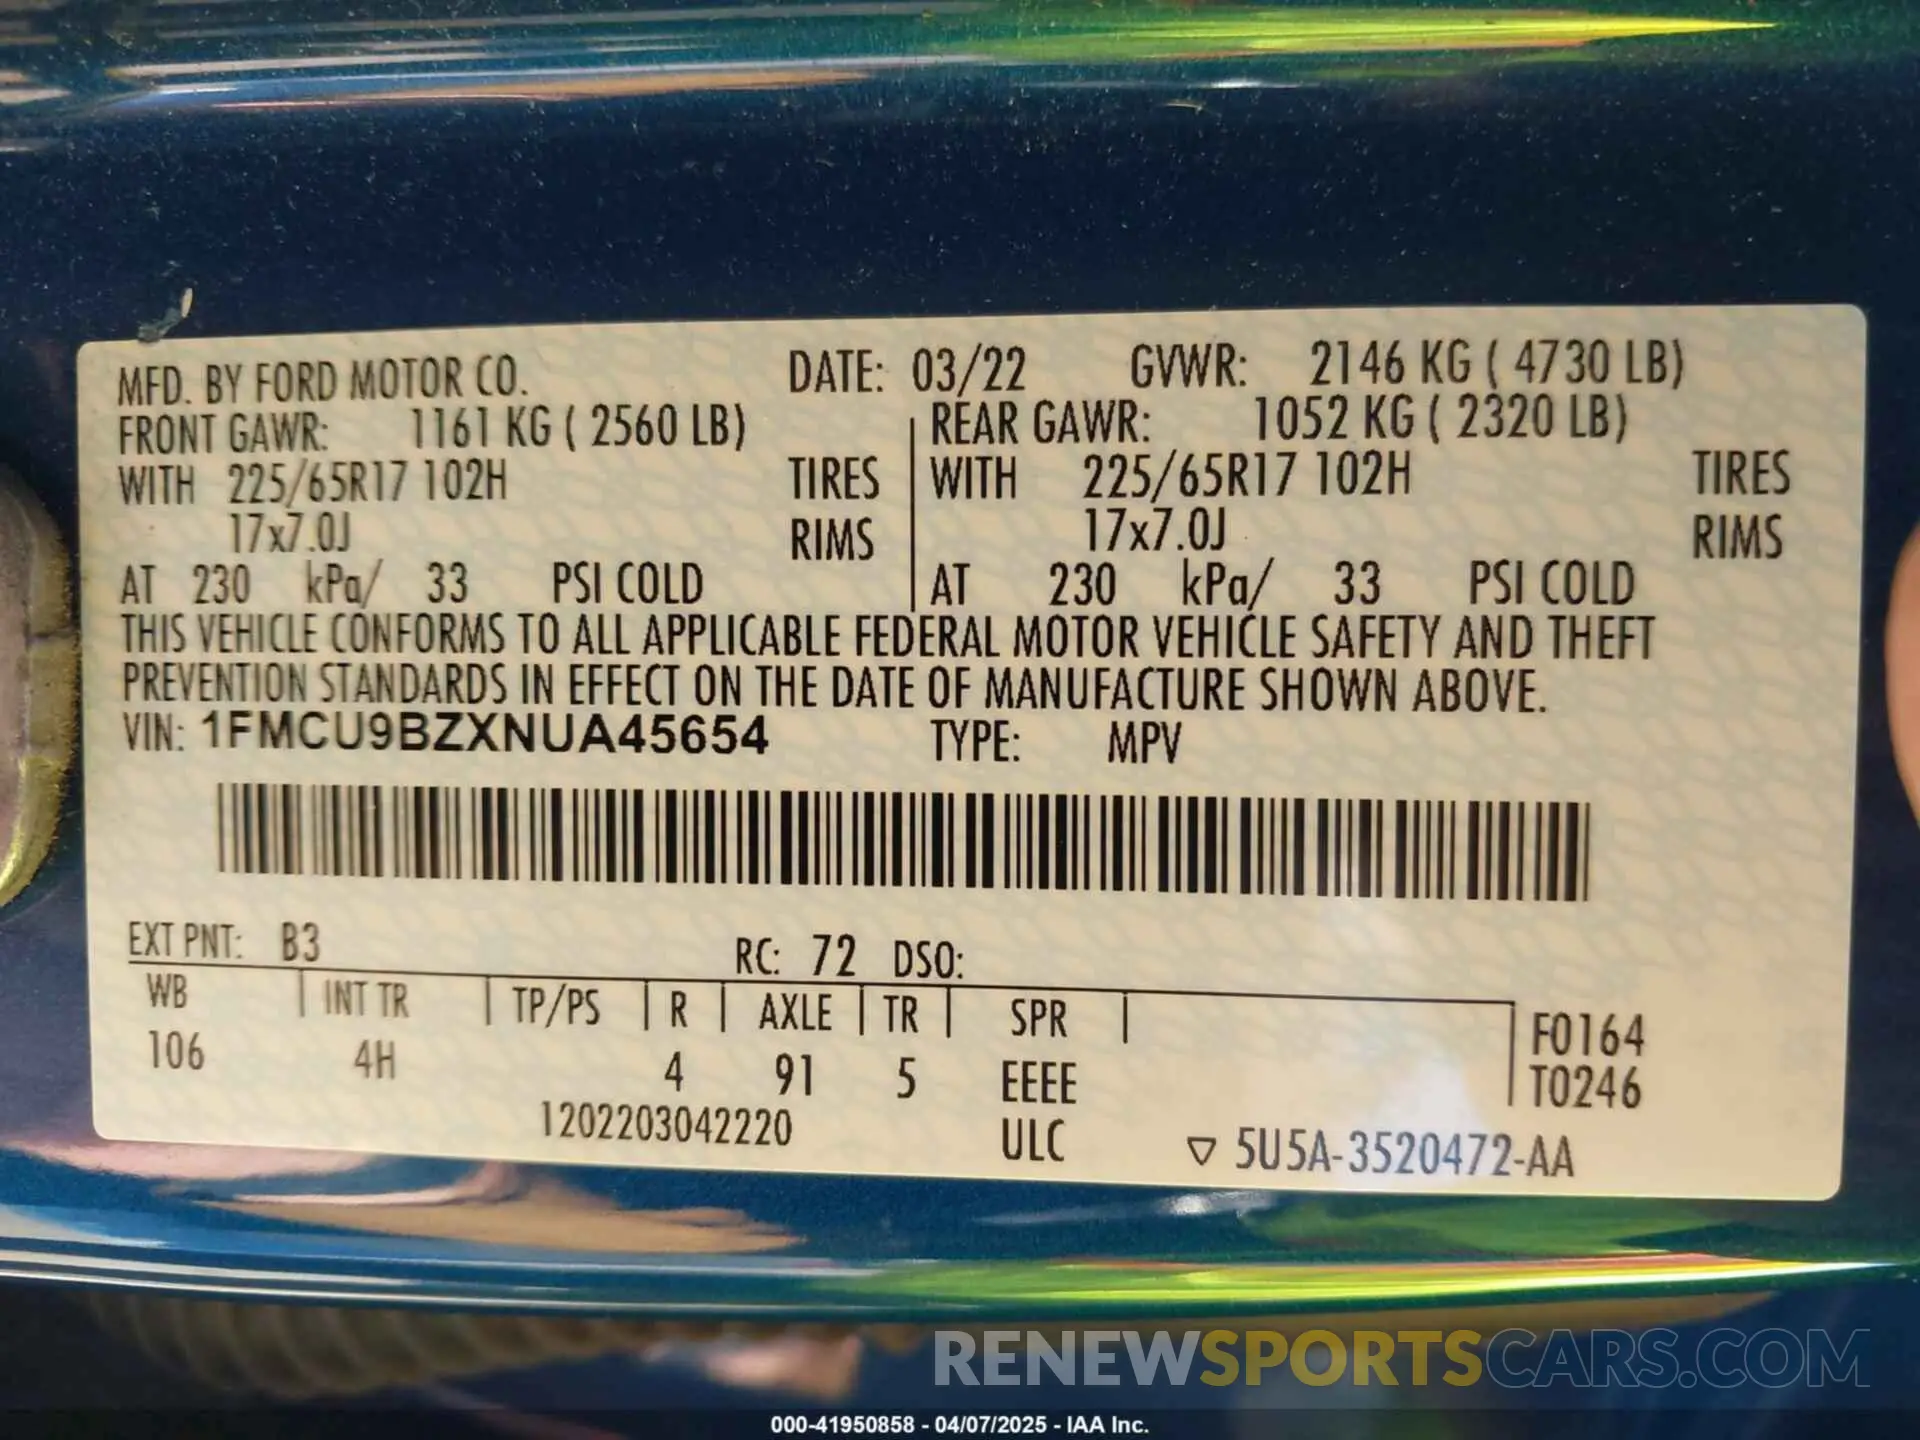 MFD. BY FORD MOTOR CO. DATE: 03/22 GVWR: 2146 KG ( 4730 LB)
FRONT GAWR: 1161 KG ( 2560 LB) REAR GAWR: 1052 KG ( 2320 LB)
WITH 225/65R17 102H TIRES WITH 225/65R17 102H TIRES
17x7.0J RIMS 17x7.0J RIMS
AT 230 kPa/ 33 PSI COLD AT 230 kPa/ 33 PSI COLD
THIS VEHICLE CONFORMS TO ALL APPLICABLE FEDERAL MOTOR VEHICLE SAFETY AND THEFT
PREVENTION STANDARDS IN EFFECT ON THE DATE OF MANUFACTURE SHOWN ABOVE.
VIN: 1FMCU9BZXNUA45654 TYPE: MPV
EXT PNT: B3 RC: 72 DSO:
WB INT TR TP/PS R AXLE TR SPR F0164
106 4H 4 91 5 EEEE T0246
1202203042220 ULC ▽ 5U5A-3520472-AA
RENEWSPORTSCARS.COM
000-41950858 - 04/07/2025 - IAA Inc.